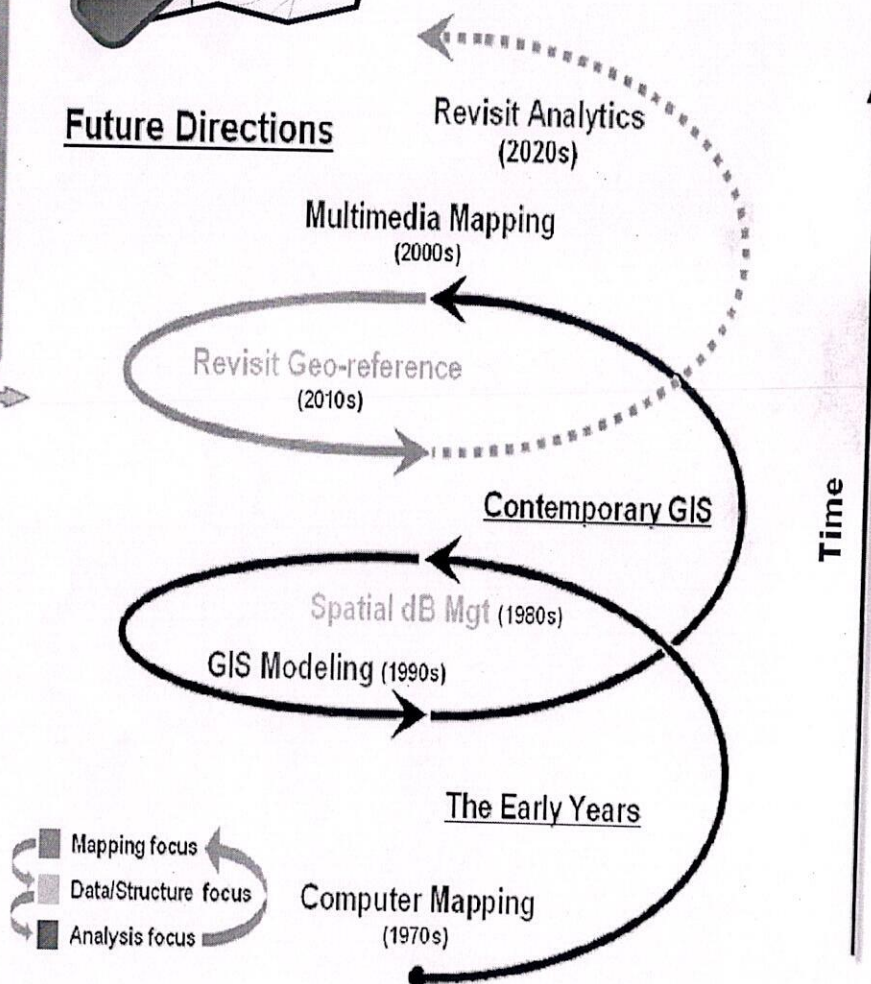 Future Directions
Revisit Analytics
(2020s)
Multimedia Mapping
(2000s)
Revisit Geo-reference
(2010s)
Contemporary GIS
Time
Spatial dB Mgt (1980s)
GIS Modeling (1990s)
The Early Years
Mapping focus
Data/Structure focus
Analysis focus
Computer Mapping
(1970s)